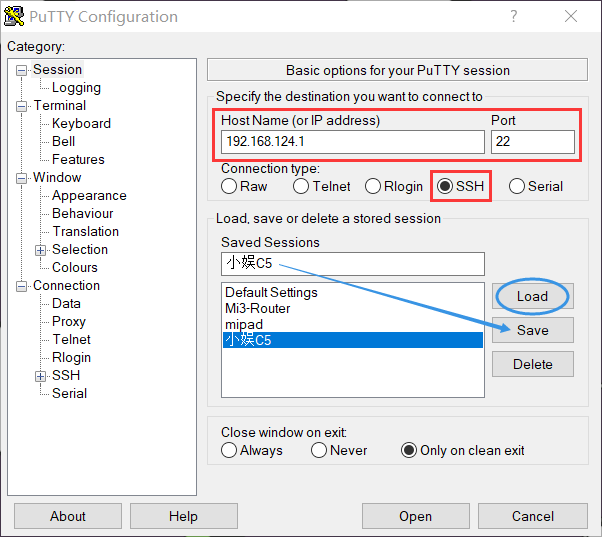 PuTTY Configuration
?
Category:
Session
Logging
Terminal
Keyboard
Bell
Features
Window
Appearance
Behaviour
Translation
Selection
Colours
Connection
Data
Proxy
Telnet
Rlogin
SSH
Serial
Basic options for your PuTTY session
Specify the destination you want to connect to
Host Name (or IP address) Port
192.168.124.1 22
Connection type:
Raw Telnet Rlogin SSH Serial
Load, save or delete a stored session
Saved Sessions
小娱C5
Default Settings
Mi3-Router
mipad
小娱C5
Load
Save
Delete
Close window on exit:
Always Never Only on clean exit
About Help Open Cancel